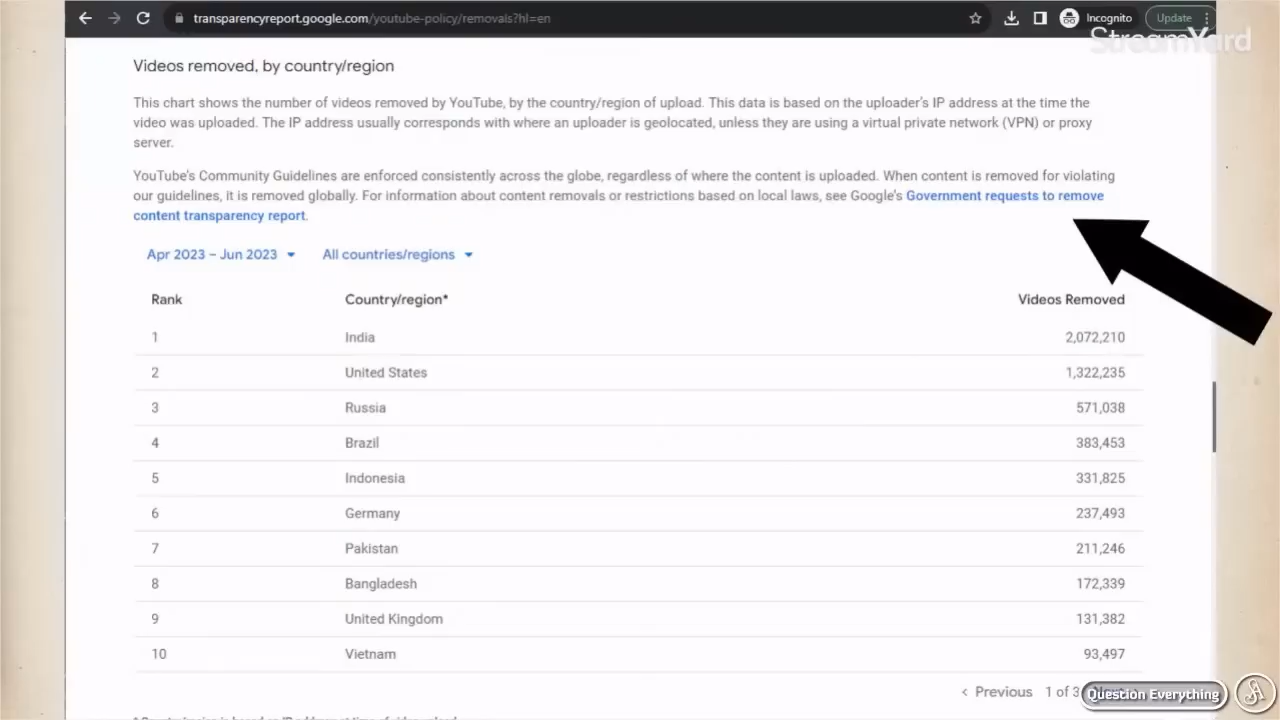 transparencyreport.google.com/youtube-policy/removals?hl=en
Incognito
Update
StreamYard
Videos removed, by country/region
This chart shows the number of videos removed by YouTube, by the country/region of upload. This data is based on the uploader's IP address at the time the
video was uploaded. The IP address usually corresponds with where an uploader is geolocated, unless they are using a virtual private network (VPN) or proxy
server.
YouTube's Community Guidelines are enforced consistently across the globe, regardless of where the content is uploaded. When content is removed for violating
our guidelines, it is removed globally. For information about content removals or restrictions based on local laws, see Google's Government requests to remove
content transparency report.
Apr 2023 – Jun 2023 All countries/regions
Rank Country/region* Videos Removed
1 India 2,072,210
2 United States 1,322,235
3 Russia 571,038
4 Brazil 383,453
5 Indonesia 331,825
6 Germany 237,493
7 Pakistan 211,246
8 Bangladesh 172,339
9 United Kingdom 131,382
10 Vietnam 93,497
< Previous 1 of 3
Question Everything